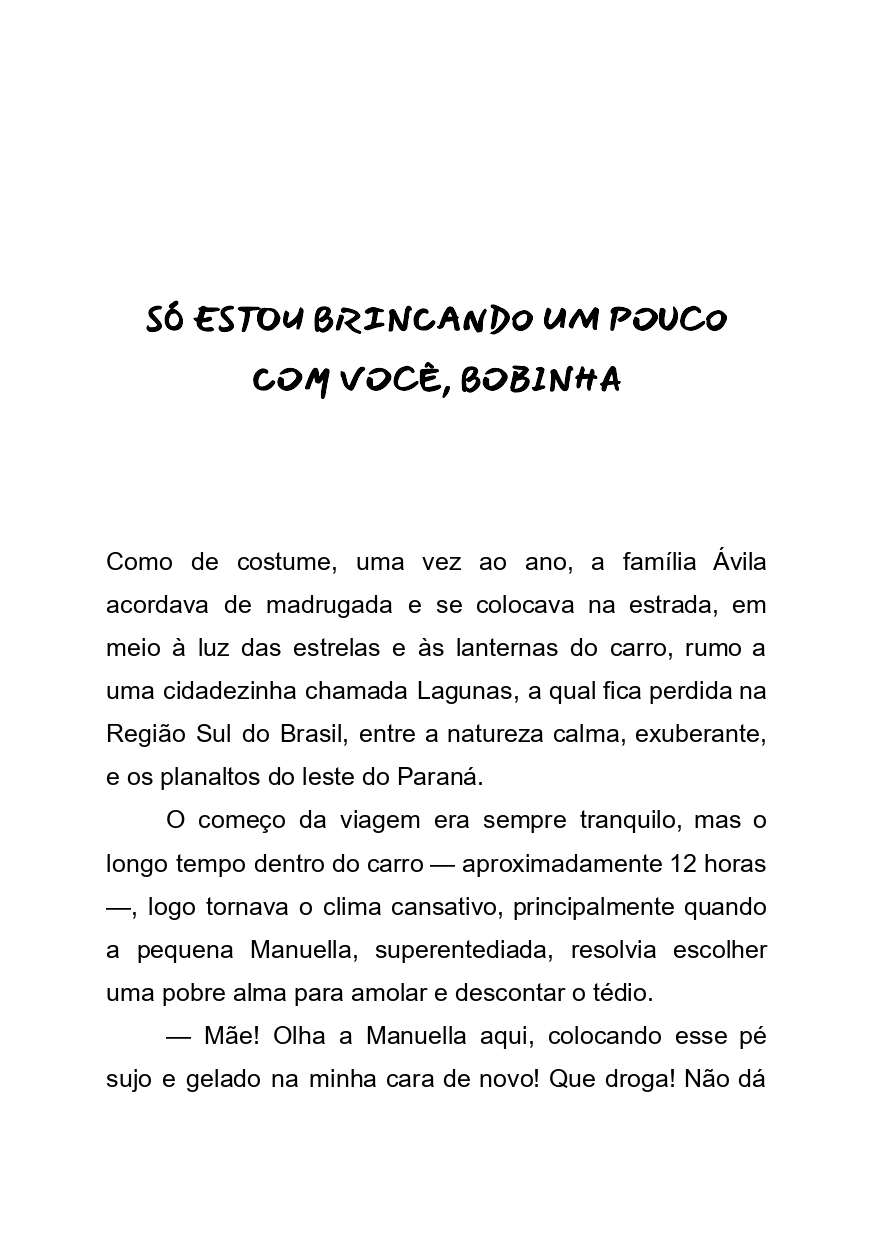 SÓ ESTOU BRINCANDO UM POUCO
COM VOCÊ, BOBINHA
Como de costume, uma vez ao ano, a família Ávila
acordava de madrugada e se colocava na estrada, em
meio à luz das estrelas e às lanternas do carro, rumo a
uma cidadezinha chamada Lagunas, a qual fica perdida na
Região Sul do Brasil, entre a natureza calma, exuberante,
e os planaltos do leste do Paraná.
O começo da viagem era sempre tranquilo, mas o
longo tempo dentro do carro — aproximadamente 12 horas
—, logo tornava o clima cansativo, principalmente quando
a pequena Manuella, superentediada, resolvia escolher
uma pobre alma para amolar e descontar o tédio.
— Mãe! Olha a Manuella aqui, colocando esse pé
sujo e gelado na minha cara de novo! Que droga! Não dá